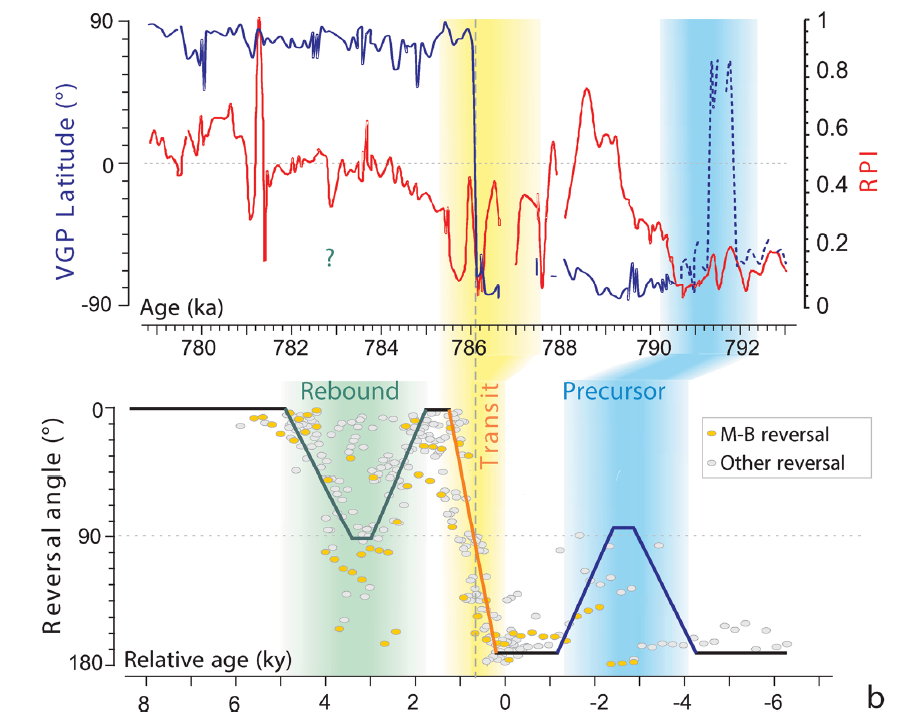 90
0
-90
VGP Latitude (°)
1
0.8
0.6
0.4
0.2
0
RPI
?
Age (ka)
780 782 784 786 788 790 792
Rebound
Transit
Precursor
0
90
180
Reversal angle (°)
M-B reversal
Other reversal
Relative age (ky)
8 6 4 2 0 -2 -4 -6
b